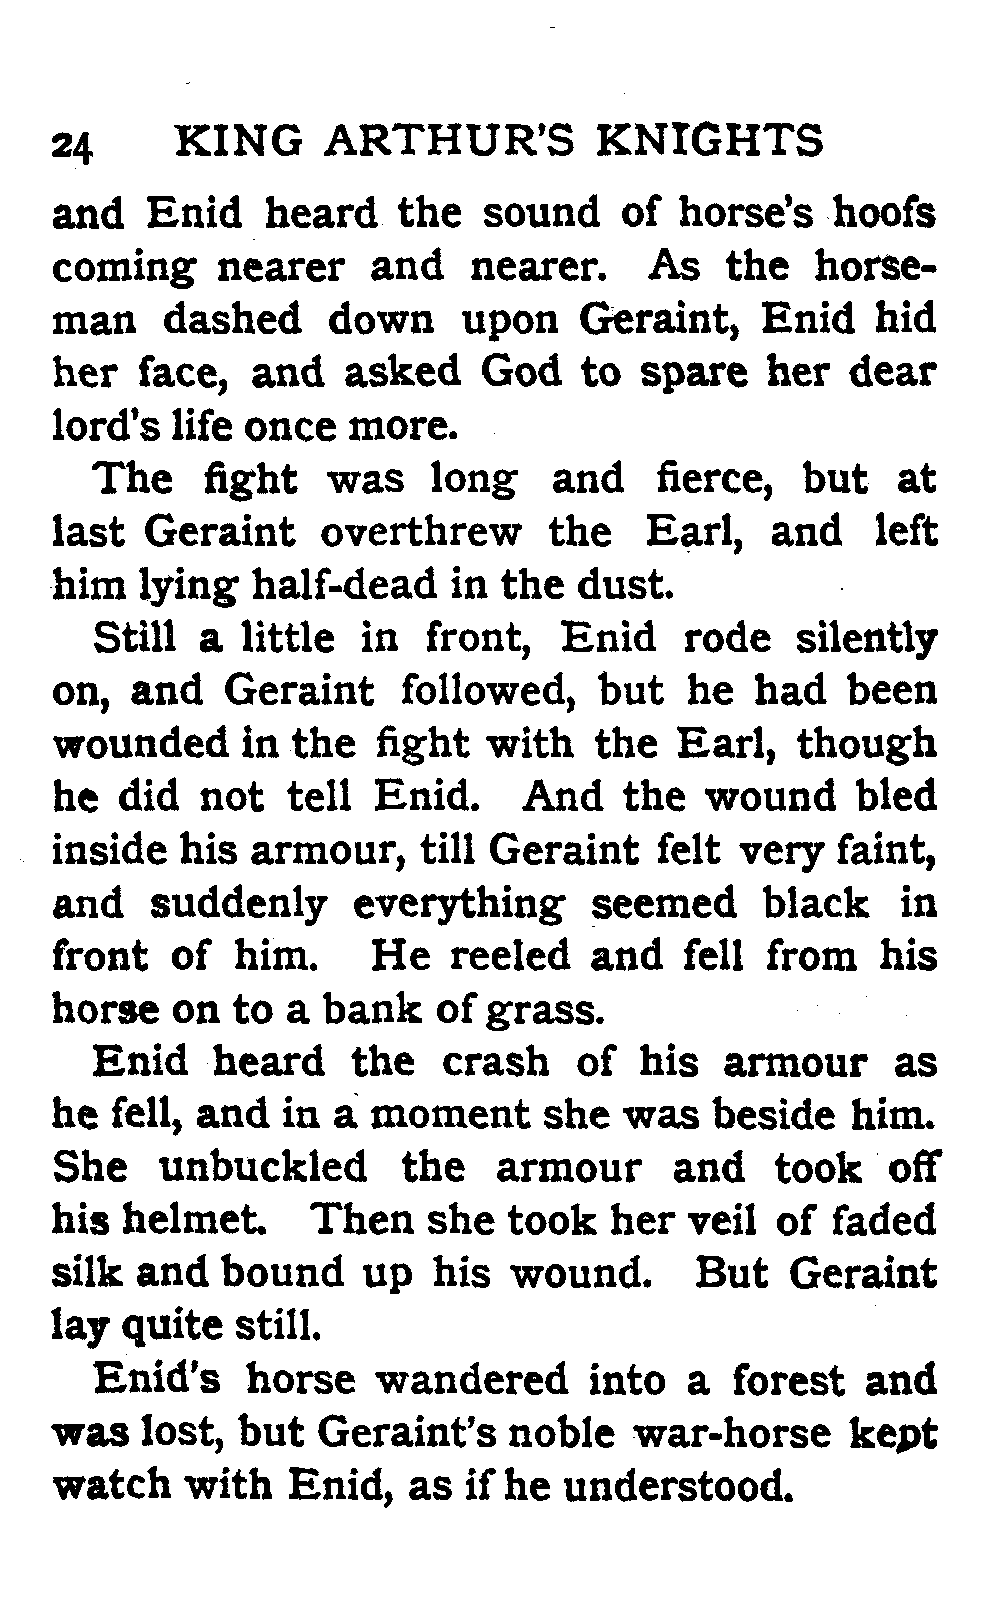 24 KING ARTHUR'S KNIGHTS
and Enid heard the sound of horse's hoofs
coming nearer and nearer. As the horse-
man dashed down upon Geraint, Enid hid
her face, and asked God to spare her dear
lord's life once more.
The fight was long and fierce, but at
last Geraint overthrew the Earl, and left
him lying half-dead in the dust.
Still a little in front, Enid rode silently
on, and Geraint followed, but he had been
wounded in the fight with the Earl, though
he did not tell Enid. And the wound bled
inside his armour, till Geraint felt very faint,
and suddenly everything seemed black in
front of him. He reeled and fell from his
horse on to a bank of grass.
Enid heard the crash of his armour as
he fell, and in a moment she was beside him.
She unbuckled the armour and took off
his helmet. Then she took her veil of faded
silk and bound up his wound. But Geraint
lay quite still.
Enid's horse wandered into a forest and
was lost, but Geraint's noble war-horse kept
watch with Enid, as if he understood.